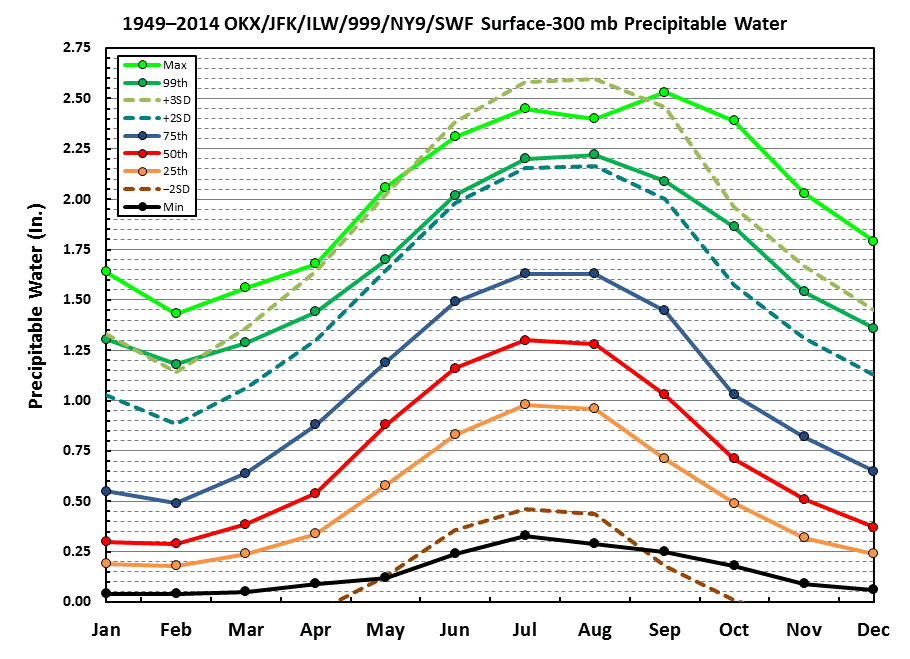 1949–2014 OKX/JFK/ILW/999/NY9/SWF Surface-300 mb Precipitable Water
2.75
2.50
2.25
2.00
1.75
1.50
1.25
1.00
0.75
0.50
0.25
0.00
Precipitable Water (In.)
Max
99th
+3SD
+2SD
75th
50th
25th
−2SD
Min
Jan Feb Mar Apr May Jun Jul Aug Sep Oct Nov Dec